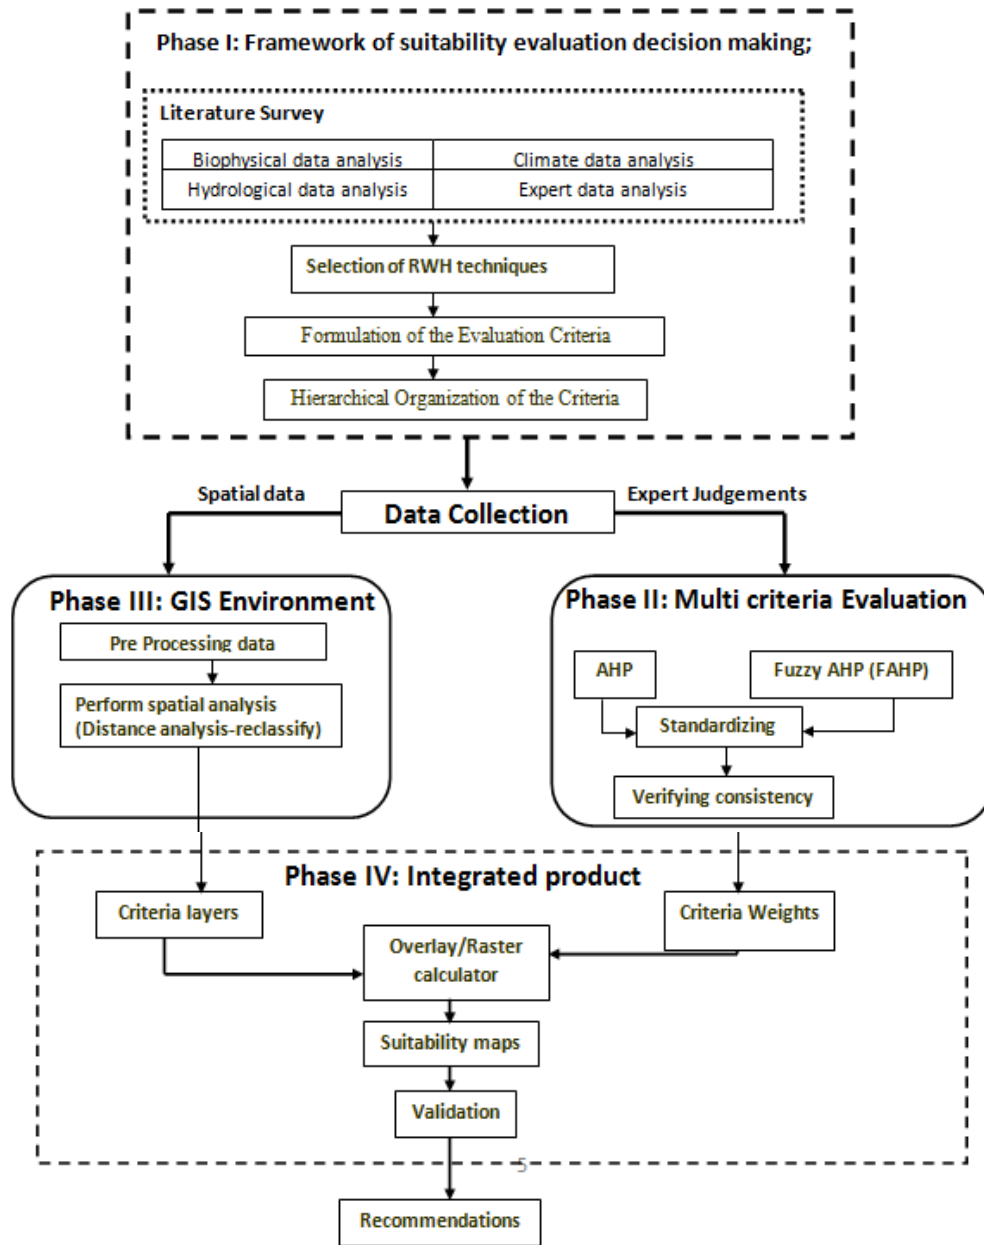 Phase I: Framework of suitability evaluation decision making;
Literature Survey
Biophysical data analysis
Climate data analysis
Hydrological data analysis
Expert data analysis
Selection of RWH techniques
Formulation of the Evaluation Criteria
Hierarchical Organization of the Criteria
Spatial data
Expert Judgements
Data Collection
Phase III: GIS Environment
Pre Processing data
Perform spatial analysis
(Distance analysis-reclassify)
Phase II: Multi criteria Evaluation
AHP
Fuzzy AHP (FAHP)
Standardizing
Verifying consistency
Phase IV: Integrated product
Criteria layers
Criteria Weights
Overlay/Raster
calculator
Suitability maps
Validation
5
Recommendations